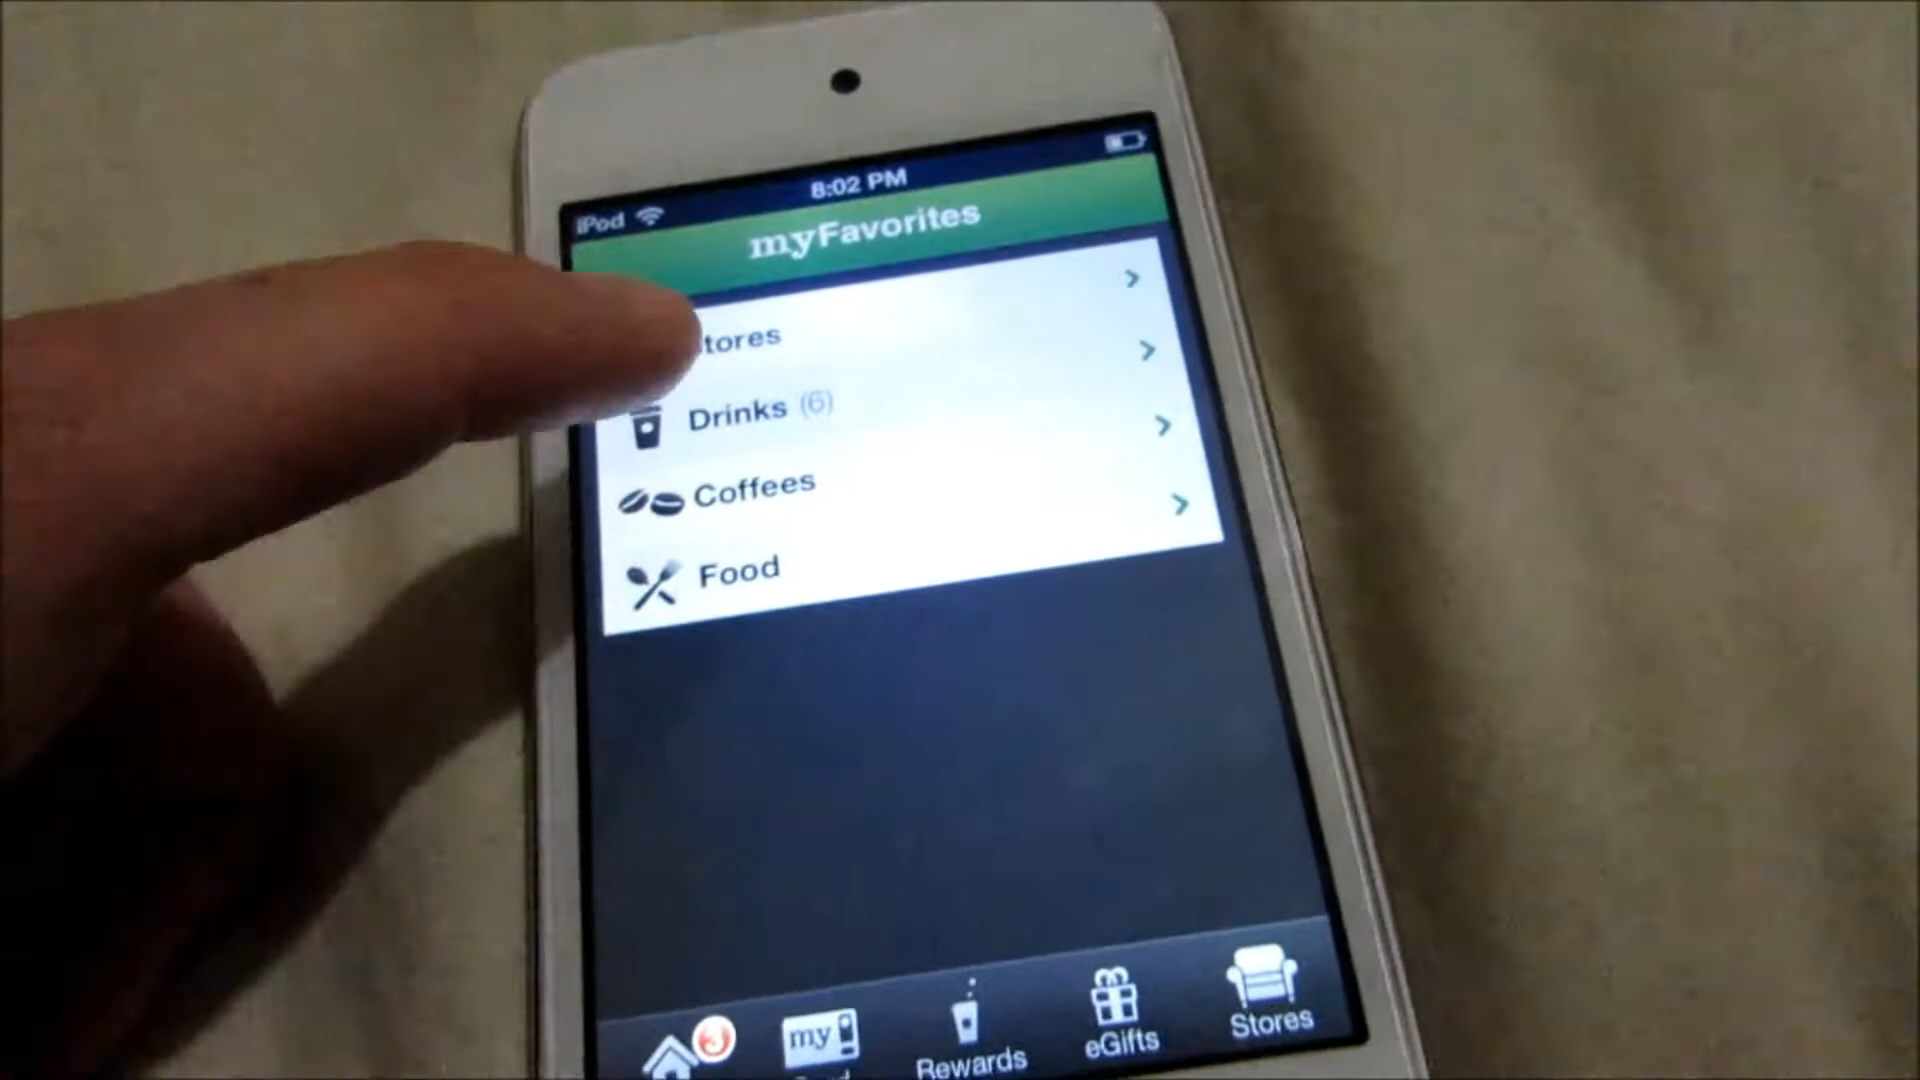 iPod 8:02 PM
myFavorites
tores
Drinks (6)
Coffees
Food
my
Rewards
eGifts
Stores